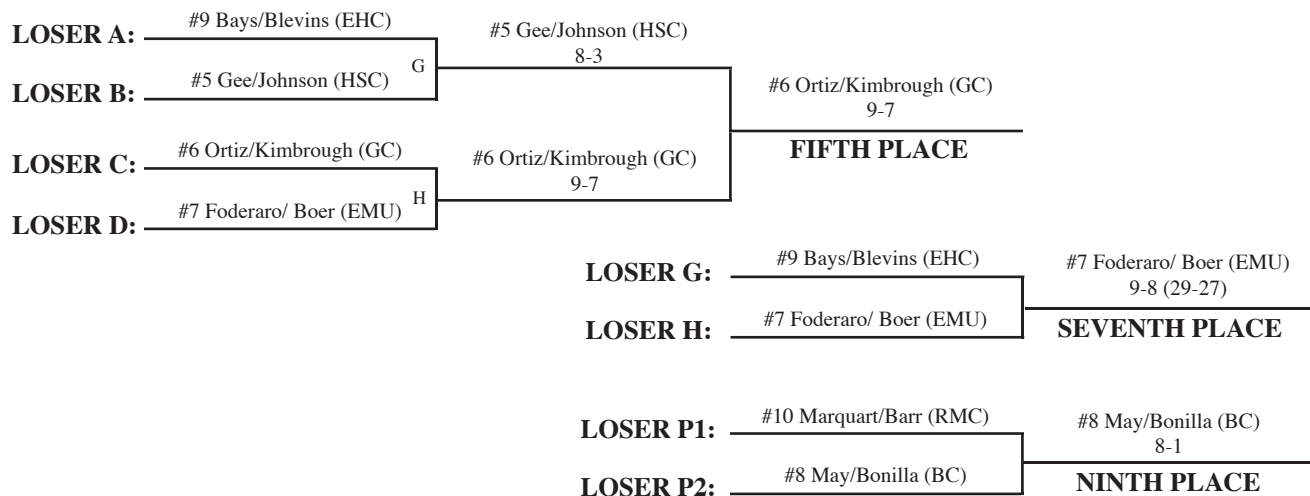 LOSER A: #9 Bays/Blevins (EHC)
G
LOSER B: #5 Gee/Johnson (HSC)
#5 Gee/Johnson (HSC)
8-3
LOSER C: #6 Ortiz/Kimbrough (GC)
H
LOSER D: #7 Foderaro/ Boer (EMU)
#6 Ortiz/Kimbrough (GC)
9-7
#6 Ortiz/Kimbrough (GC)
9-7
FIFTH PLACE
LOSER G: #9 Bays/Blevins (EHC)
LOSER H: #7 Foderaro/ Boer (EMU)
#7 Foderaro/ Boer (EMU)
9-8 (29-27)
SEVENTH PLACE
LOSER P1: #10 Marquart/Barr (RMC)
LOSER P2: #8 May/Bonilla (BC)
#8 May/Bonilla (BC)
8-1
NINTH PLACE